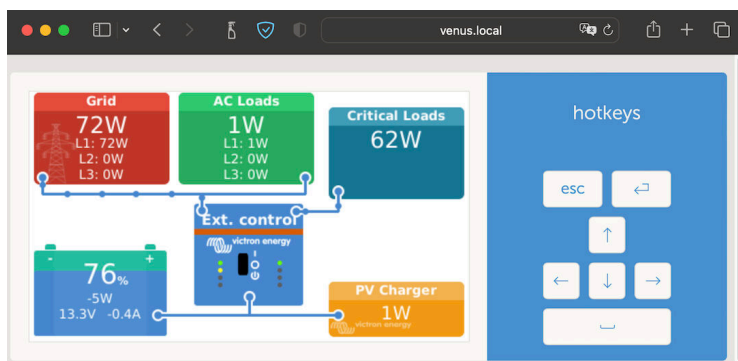 venus.local
Grid
72W
L1: 72W
L2: 0W
L3: 0W
AC Loads
1W
L1: 1W
L2: 0W
L3: 0W
Critical Loads
62W
hotkeys
esc
Ext. control
victron energy
I
O
76%
-5W
13.3V -0.4A
PV Charger
1W
victron energy